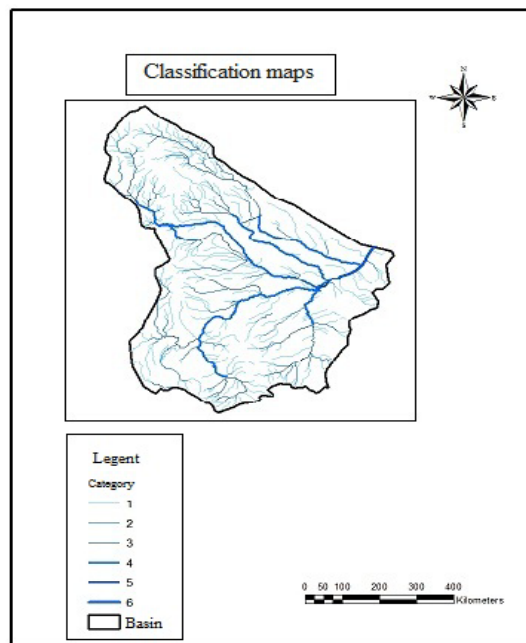 Classification maps
N
W
S
Legent
Category
1
2
3
4
5
6
Basin
0 50 100 200 300 400
Kilometers